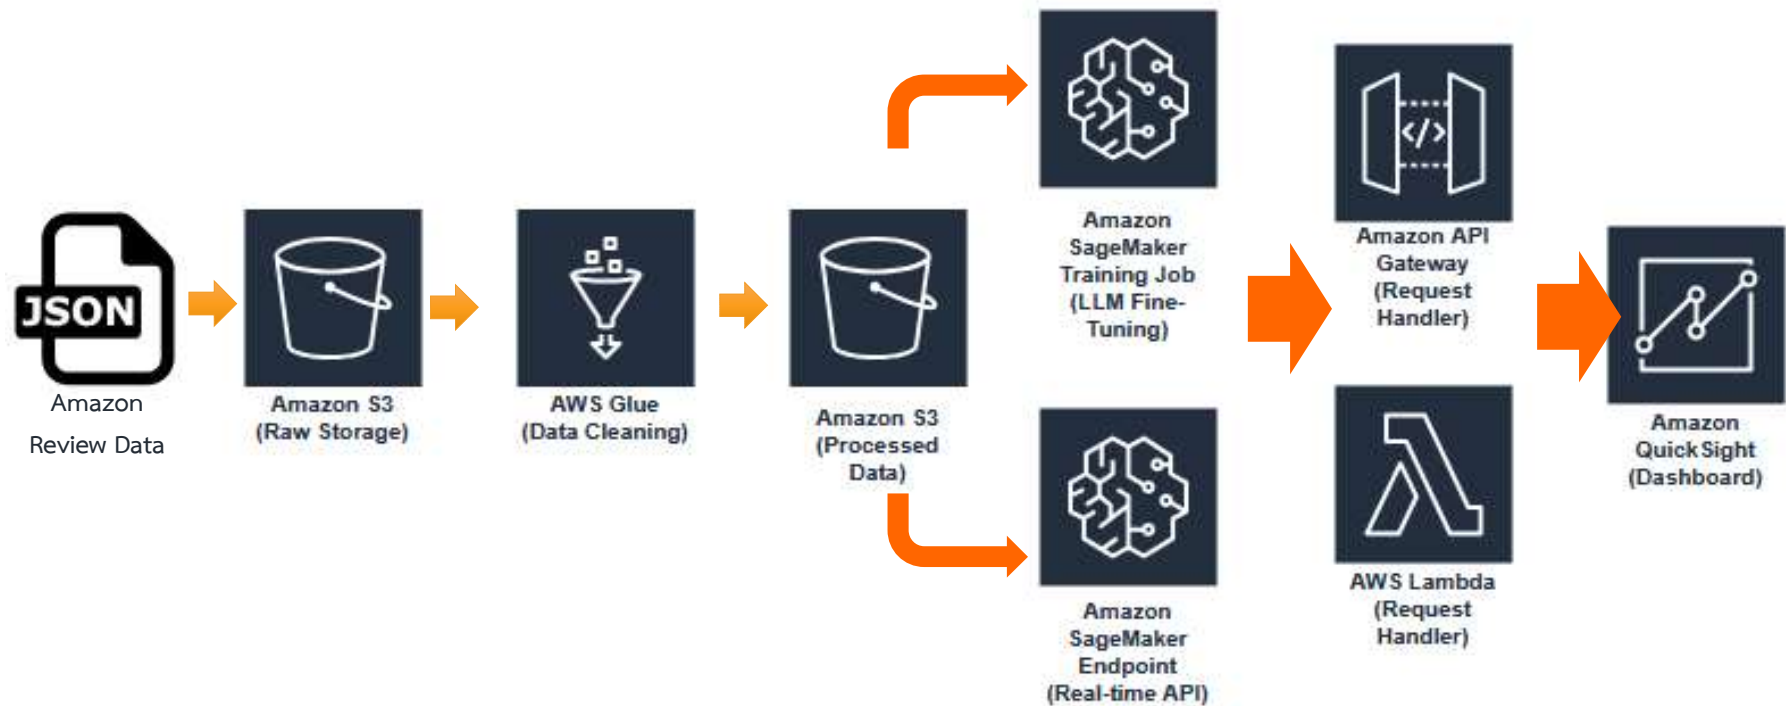 JSON
Amazon
Review Data
Amazon S3
(Raw Storage)
AWS Glue
(Data Cleaning)
Amazon S3
(Processed
Data)
Amazon
SageMaker
Training Job
(LLM Fine-
Tuning)
Amazon
SageMaker
Endpoint
(Real-time API)
</>
Amazon API
Gateway
(Request
Handler)
AWS Lambda
(Request
Handler)
Amazon
QuickSight
(Dashboard)